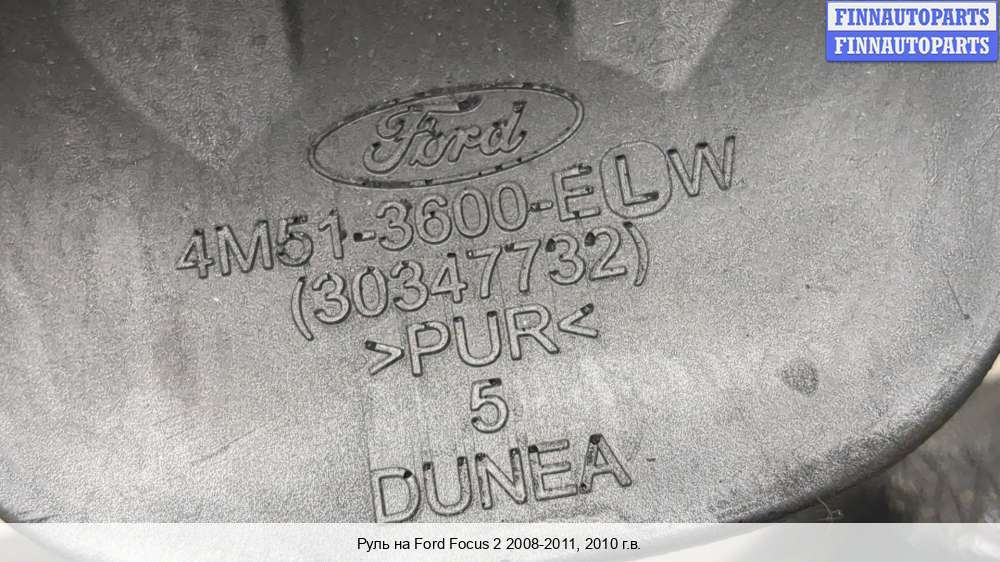 FINNAUTOPARTS
FINNAUTOPARTS
Ford
4M51-3600-ELW
(30347732)
>PUR<
5
DUNEA
Руль на Ford Focus 2 2008-2011, 2010 г.в.